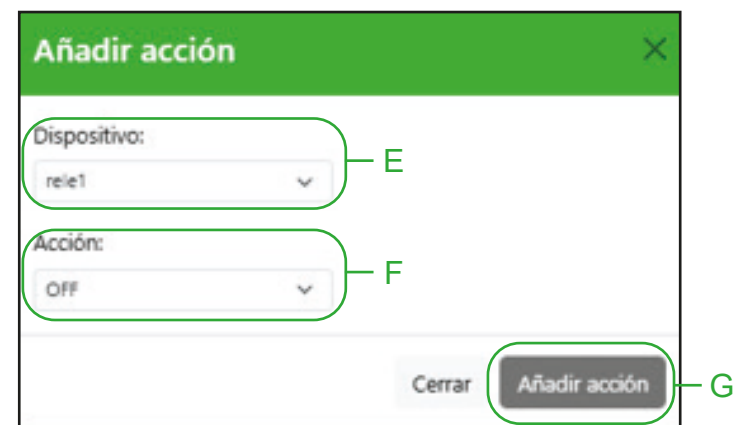 Añadir acción
Dispositivo:
rele1
E
Acción:
OFF
F
Cerrar
Añadir acción
G